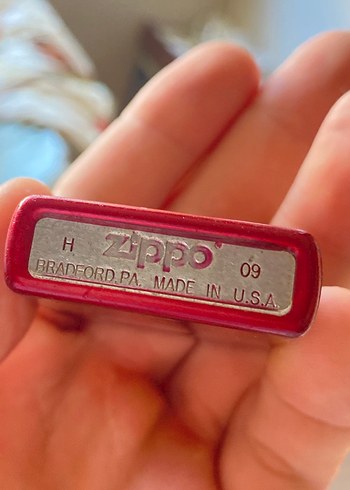 H zippo 09
BRADFORD, PA. MADE IN U.S.A.